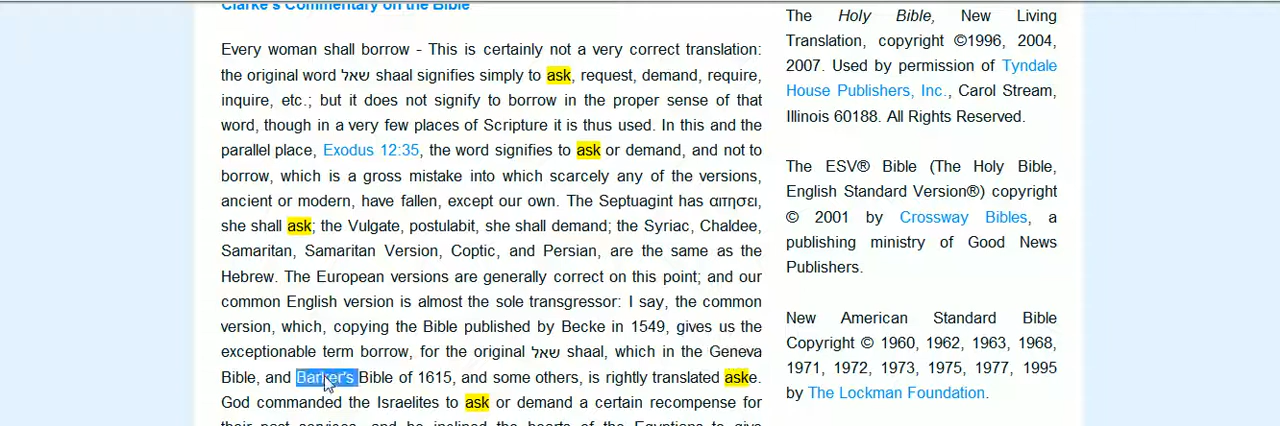 Clarke's Commentary on the Bible
Every woman shall borrow - This is certainly not a very correct translation:
the original word שאל shaal signifies simply to ask, request, demand, require,
inquire, etc.; but it does not signify to borrow in the proper sense of that
word, though in a very few places of Scripture it is thus used. In this and the
parallel place, Exodus 12:35, the word signifies to ask or demand, and not to
borrow, which is a gross mistake into which scarcely any of the versions,
ancient or modern, have fallen, except our own. The Septuagint has αιτησει,
she shall ask; the Vulgate, postulabit, she shall demand; the Syriac, Chaldee,
Samaritan, Samaritan Version, Coptic, and Persian, are the same as the
Hebrew. The European versions are generally correct on this point; and our
common English version is almost the sole transgressor: I say, the common
version, which, copying the Bible published by Becke in 1549, gives us the
exceptionable term borrow, for the original שאל shaal, which in the Geneva
Bible, and Barker's Bible of 1615, and some others, is rightly translated aske.
God commanded the Israelites to ask or demand a certain recompense for
their past services, and he inclined the hearts of the Egyptians to give
The Holy Bible, New Living
Translation, copyright ©1996, 2004,
2007. Used by permission of Tyndale
House Publishers, Inc., Carol Stream,
Illinois 60188. All Rights Reserved.
The ESV® Bible (The Holy Bible,
English Standard Version®) copyright
© 2001 by Crossway Bibles, a
publishing ministry of Good News
Publishers.
New American Standard Bible
Copyright © 1960, 1962, 1963, 1968,
1971, 1972, 1973, 1975, 1977, 1995
by The Lockman Foundation.